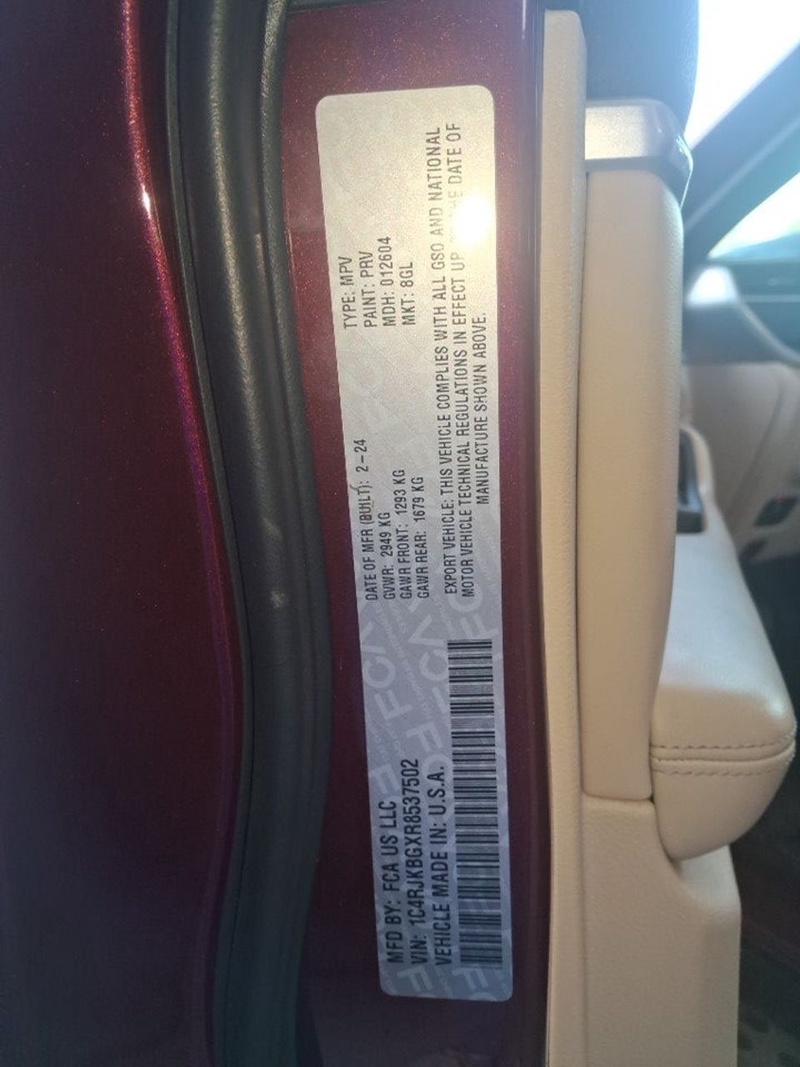 MFD BY: FCA US LLC
VIN: 1C4RJKBGXR8537502
VEHICLE MADE IN: U.S.A.
DATE OF MFR (BUILT): 2-24
GVWR: 2949 KG
GAWR FRONT: 1293 KG
GAWR REAR: 1679 KG
TYPE: MPV
PAINT: PRV
MDH: 012604
MKT: 8GL
EXPORT VEHICLE: THIS VEHICLE COMPLIES WITH ALL GSO AND NATIONAL
MOTOR VEHICLE TECHNICAL REGULATIONS IN EFFECT UP DATE OF
MANUFACTURE SHOWN ABOVE.